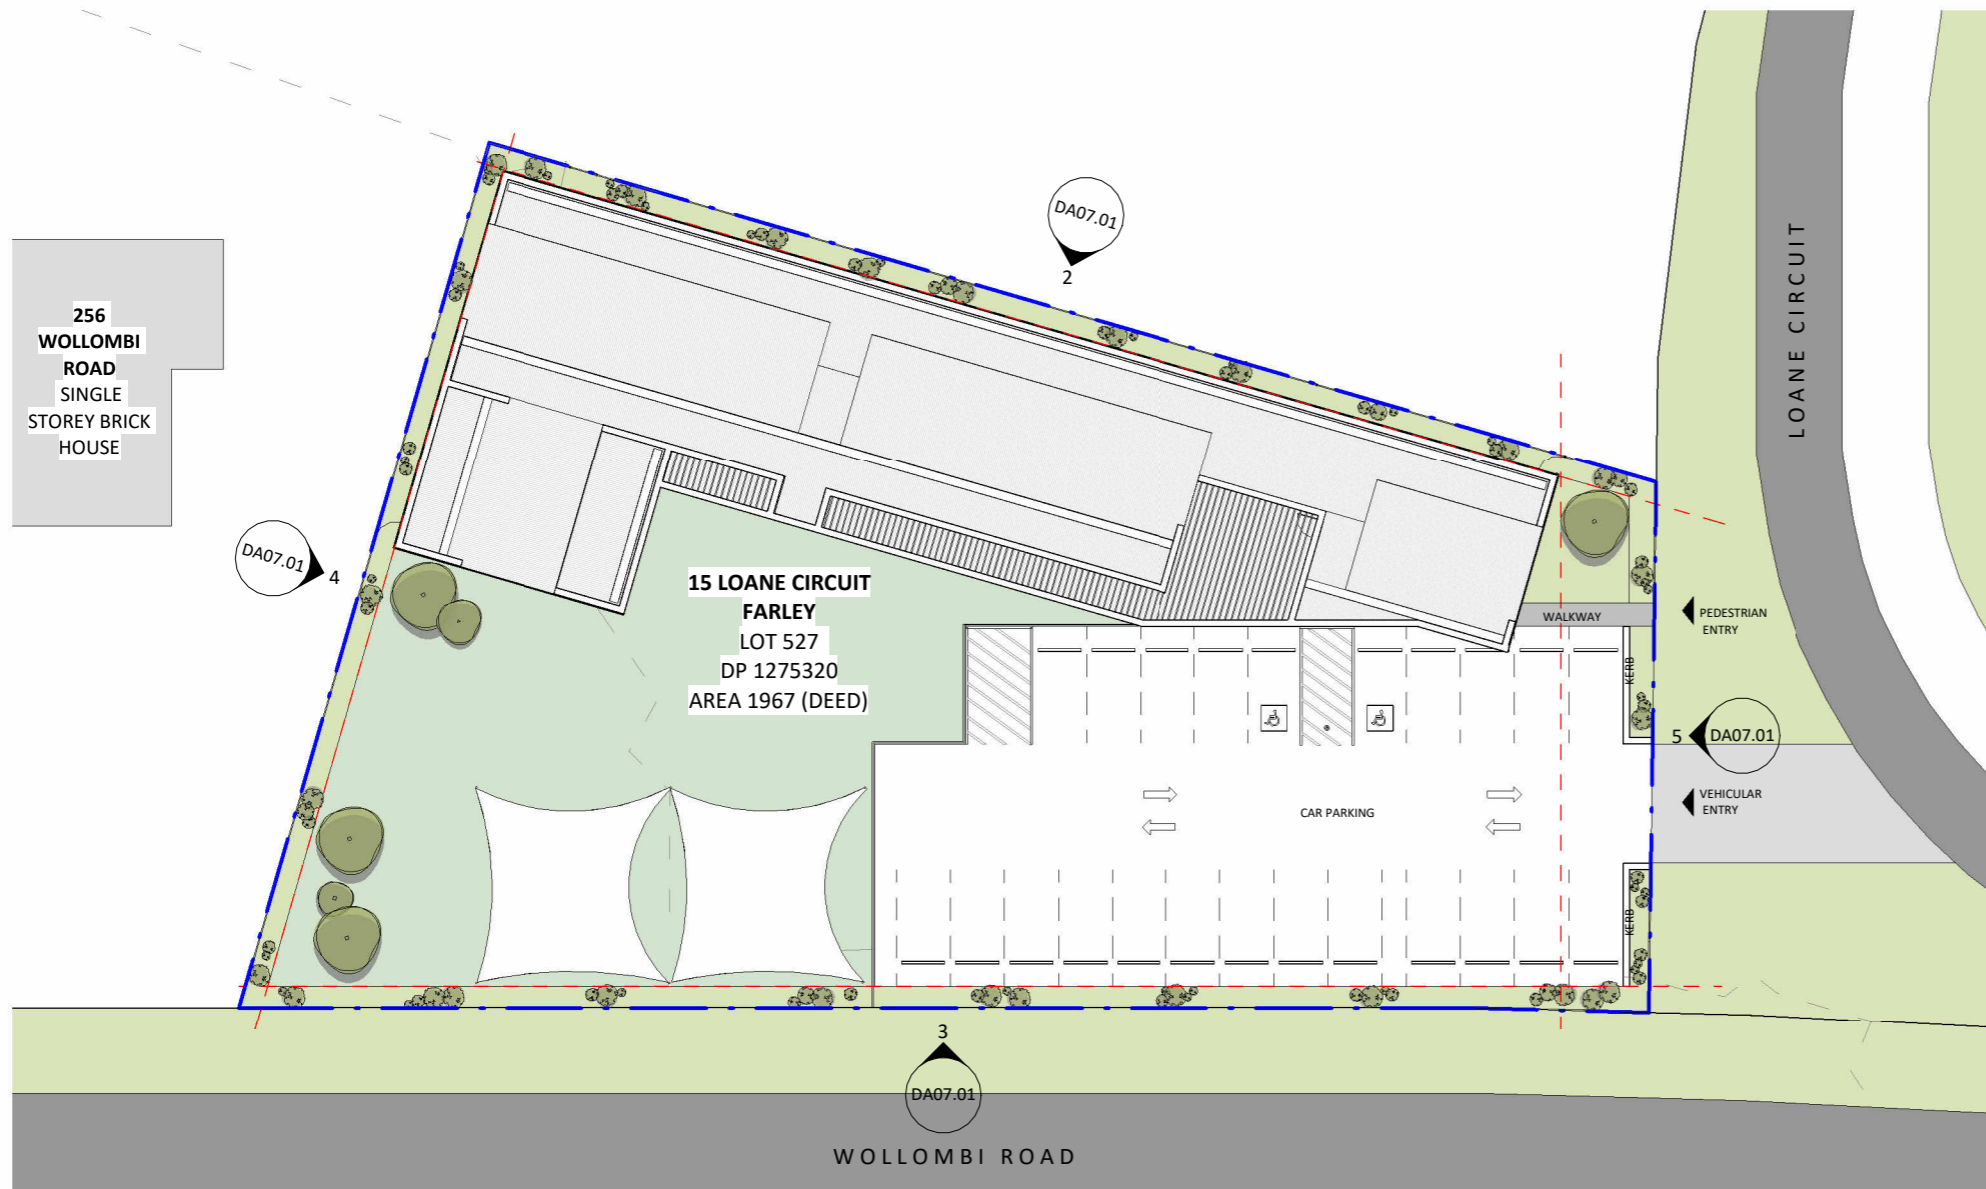 DA07.01
2
LOANE CIRCUIT
256
WOLLOMBI
ROAD
SINGLE
STOREY BRICK
HOUSE
DA07.01
4
15 LOANE CIRCUIT
FARLEY
LOT 527
DP 1275320
AREA 1967 (DEED)
WALKWAY
PEDESTRIAN
ENTRY
KERB
5
DA07.01
VEHICULAR
ENTRY
CAR PARKING
KERB
3
DA07.01
WOLLOMBI ROAD